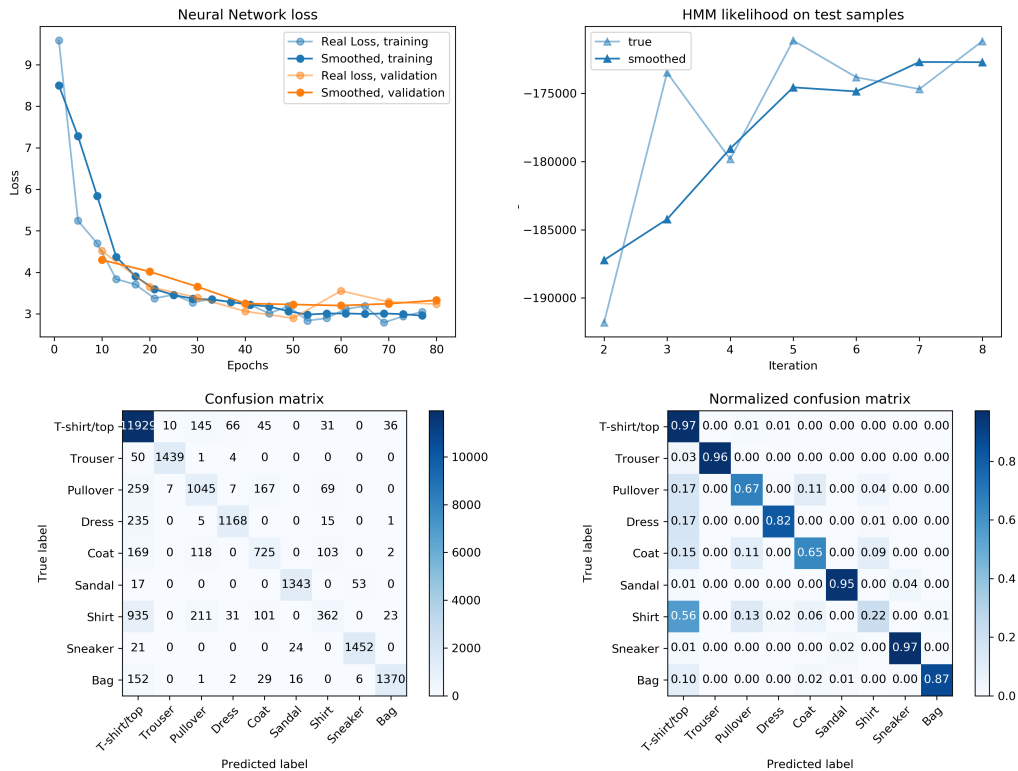 Neural Network loss
Real Loss, training
Smoothed, training
Real loss, validation
Smoothed, validation
Loss
9
8
7
6
5
4
3
0 10 20 30 40 50 60 70 80
Epochs
HMM likelihood on test samples
true
smoothed
−175000
−180000
−185000
−190000
2 3 4 5 6 7 8
Iteration
Confusion matrix
True label
T-shirt/top 11929 10 145 66 45 0 31 0 36
Trouser 50 1439 1 4 0 0 0 0 0
Pullover 259 7 1045 7 167 0 69 0 0
Dress 235 0 5 1168 0 0 15 0 1
Coat 169 0 118 0 725 0 103 0 2
Sandal 17 0 0 0 0 1343 0 53 0
Shirt 935 0 211 31 101 0 362 0 23
Sneaker 21 0 0 0 0 24 0 1452 0
Bag 152 0 1 2 29 16 0 6 1370
T-shirt/top Trouser Pullover Dress Coat Sandal Shirt Sneaker Bag
Predicted label
10000
8000
6000
4000
2000
0
Normalized confusion matrix
True label
T-shirt/top 0.97 0.00 0.01 0.01 0.00 0.00 0.00 0.00 0.00
Trouser 0.03 0.96 0.00 0.00 0.00 0.00 0.00 0.00 0.00
Pullover 0.17 0.00 0.67 0.00 0.11 0.00 0.04 0.00 0.00
Dress 0.17 0.00 0.00 0.82 0.00 0.00 0.01 0.00 0.00
Coat 0.15 0.00 0.11 0.00 0.65 0.00 0.09 0.00 0.00
Sandal 0.01 0.00 0.00 0.00 0.00 0.95 0.00 0.04 0.00
Shirt 0.56 0.00 0.13 0.02 0.06 0.00 0.22 0.00 0.01
Sneaker 0.01 0.00 0.00 0.00 0.00 0.02 0.00 0.97 0.00
Bag 0.10 0.00 0.00 0.00 0.02 0.01 0.00 0.00 0.87
T-shirt/top Trouser Pullover Dress Coat Sandal Shirt Sneaker Bag
Predicted label
0.8
0.6
0.4
0.2
0.0